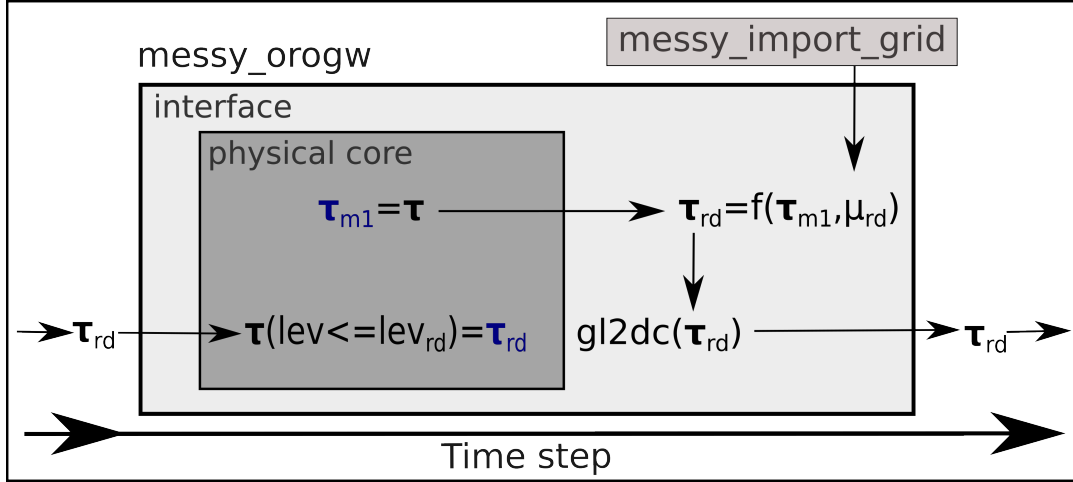 messy_import_grid
messy_orogw
interface
physical core
τm1=τ
τrd=f(τm1,μrd)
τrd
τ(lev<=levrd)=τrd
gl2dc(τrd)
τrd
Time step